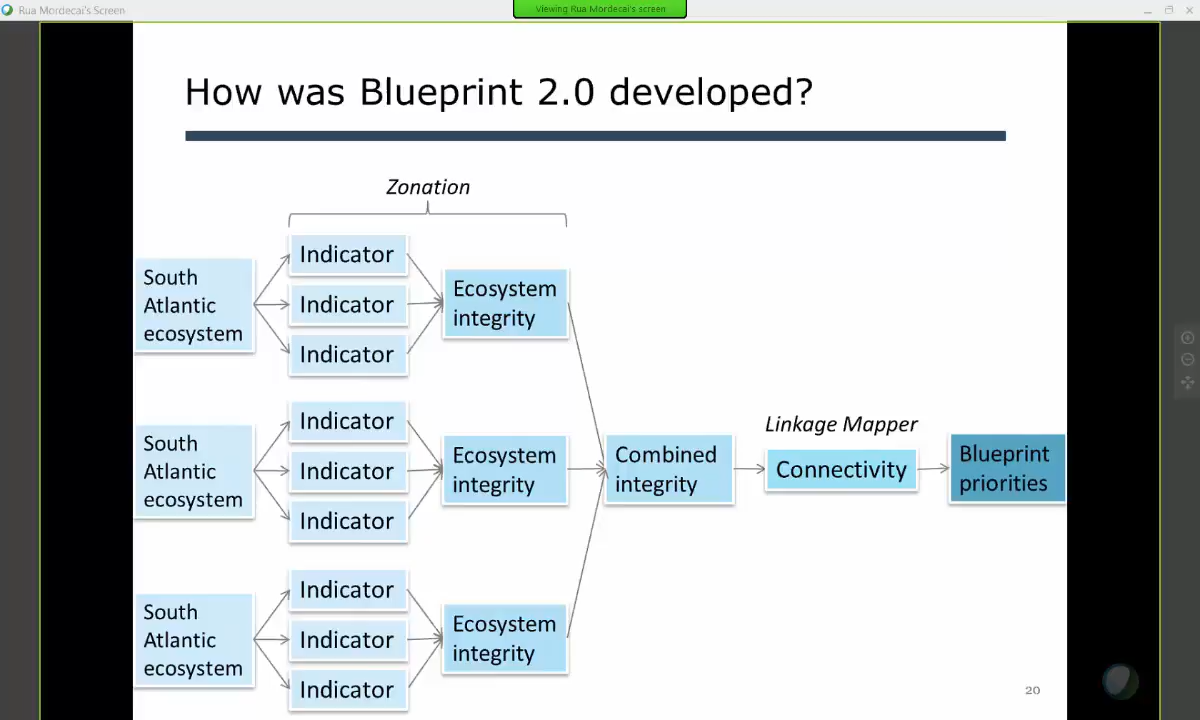 Rua Mordecai's Screen
Viewing Rua Mordecai's screen
How was Blueprint 2.0 developed?
Zonation
South
Atlantic
ecosystem
Indicator
Indicator
Indicator
Ecosystem
integrity
South
Atlantic
ecosystem
Indicator
Indicator
Indicator
Ecosystem
integrity
South
Atlantic
ecosystem
Indicator
Indicator
Indicator
Ecosystem
integrity
Combined
integrity
Linkage Mapper
Connectivity
Blueprint
priorities
20